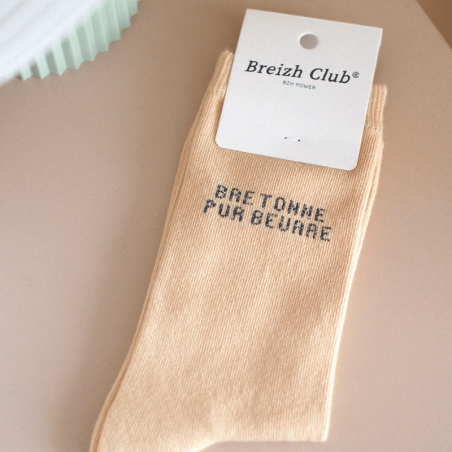 Breizh Club®
BZH POWER
BRETONNE
PUR BEURRE